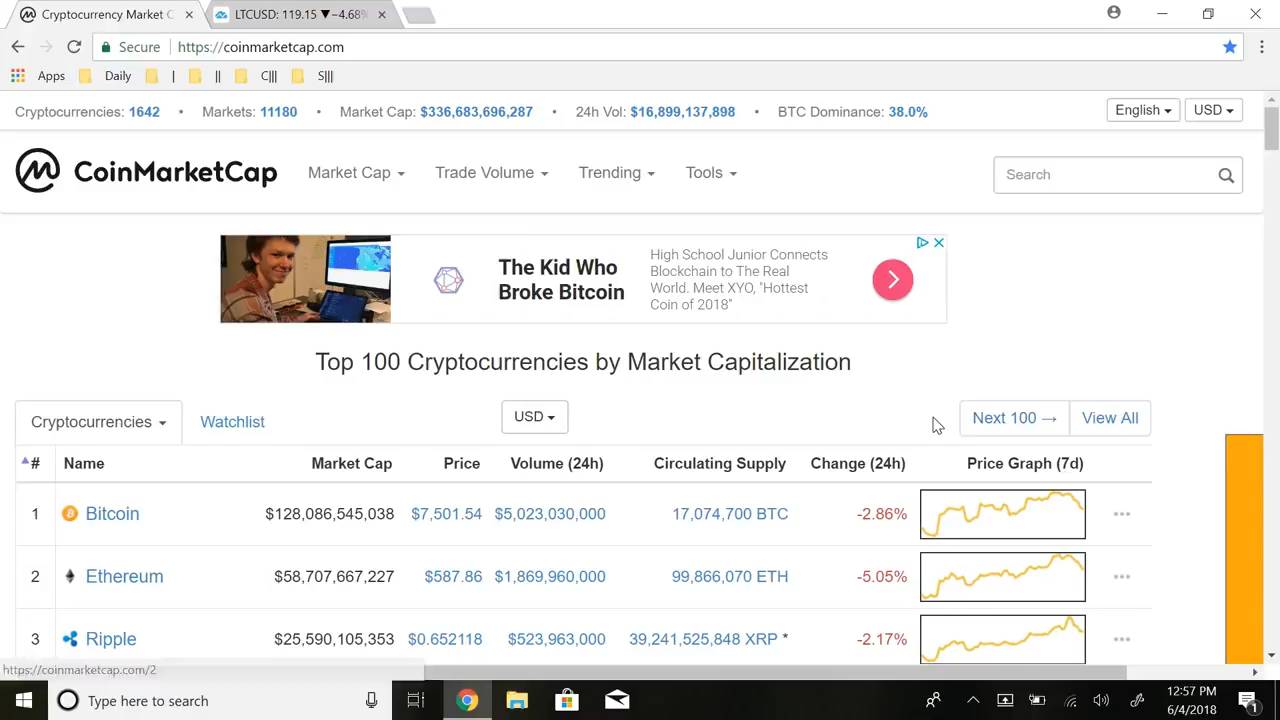 Cryptocurrency Market C
LTCUSD: 119.15 ▼−4.68%
Secure https://coinmarketcap.com
Apps Daily | || C||| S|||
Cryptocurrencies: 1642 • Markets: 11180 • Market Cap: $336,683,696,287 • 24h Vol: $16,899,137,898 • BTC Dominance: 38.0% English USD
CoinMarketCap Market Cap Trade Volume Trending Tools Search
The Kid Who
Broke Bitcoin
High School Junior Connects
Blockchain to The Real
World. Meet XYO, "Hottest
Coin of 2018"
Top 100 Cryptocurrencies by Market Capitalization
Cryptocurrencies Watchlist USD Next 100 → View All
# Name Market Cap Price Volume (24h) Circulating Supply Change (24h) Price Graph (7d)
1 Bitcoin $128,086,545,038 $7,501.54 $5,023,030,000 17,074,700 BTC -2.86%
2 Ethereum $58,707,667,227 $587.86 $1,869,960,000 99,866,070 ETH -5.05%
3 Ripple $25,590,105,353 $0.652118 $523,963,000 39,241,525,848 XRP * -2.17%
https://coinmarketcap.com/2
Type here to search
12:57 PM
6/4/2018
1